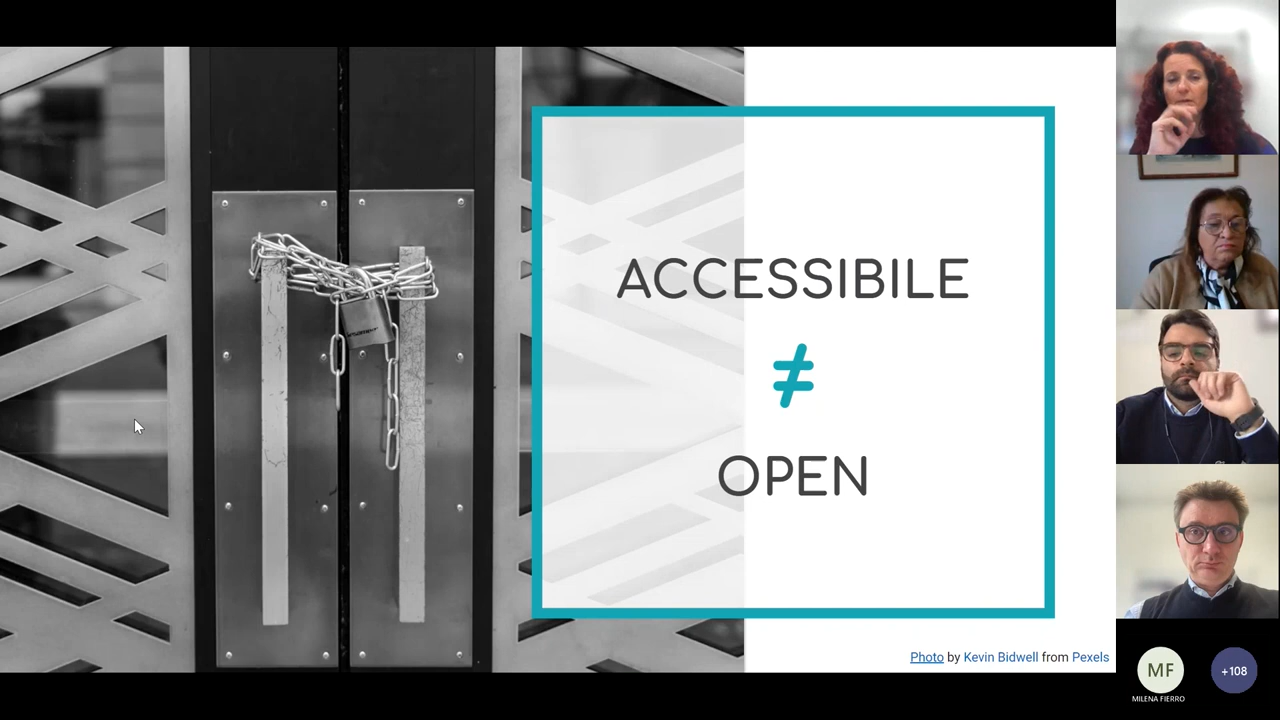 ACCESSIBILE
≠
OPEN
Photo by Kevin Bidwell from Pexels
MF
+108
MILENA FIERRO